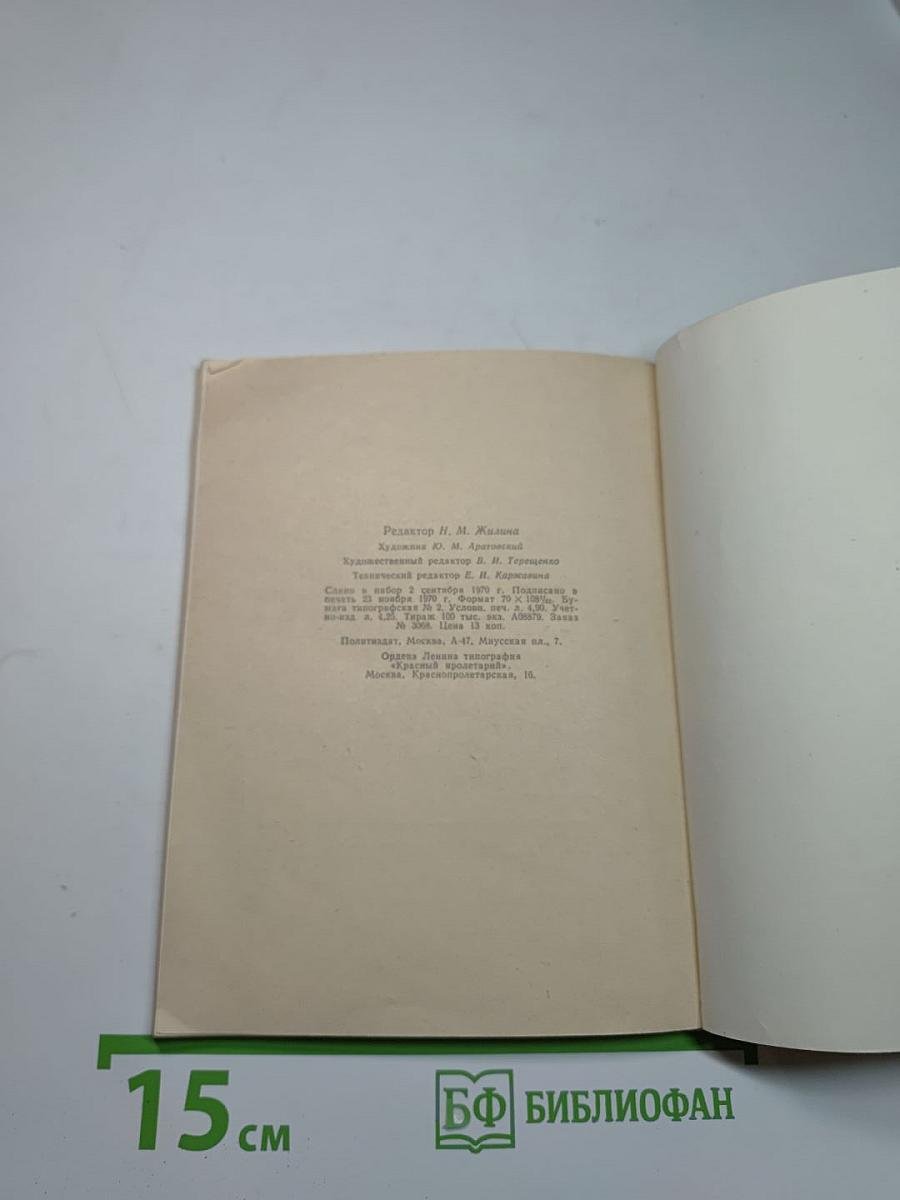 Редактор Н. М. Жилина
Художник Ю. М. Аратовский
Художественный редактор В. И. Терещенко
Технический редактор Е. И. Каржавина
Сдано в набор 2 сентября 1970 г. Подписано в
печать 23 ноября 1970 г. Формат 70 × 108¹/₃₂. Бу-
мага типографская № 2. Условн. печ. л. 4,90. Учет-
но-изд л. 4,25. Тираж 100 тыс. экз. А08879. Заказ
№ 3068. Цена 13 коп.
Политиздат, Москва, А-47, Миусская пл., 7.
Ордена Ленина типография
«Красный пролетарий».
Москва, Краснопролетарская, 16.
15 см
БФ БИБЛИОФАН